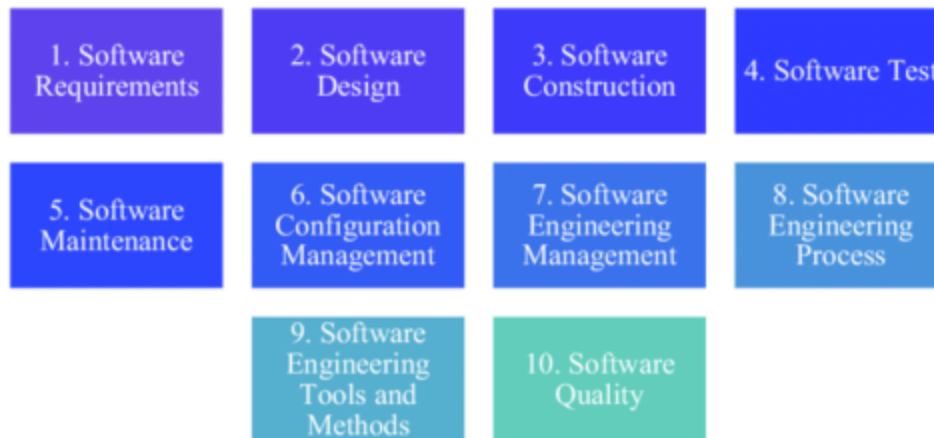 1. Software
Requirements
2. Software
Design
3. Software
Construction
4. Software Test
5. Software
Maintenance
6. Software
Configuration
Management
7. Software
Engineering
Management
8. Software
Engineering
Process
9. Software
Engineering
Tools and
Methods
10. Software
Quality